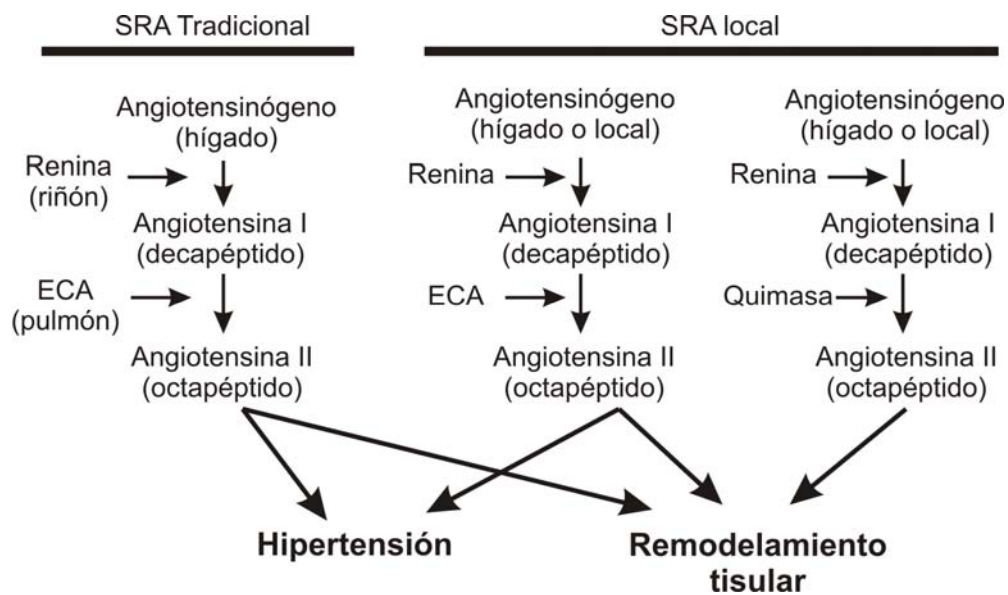 SRA Tradicional
SRA local
Angiotensinógeno
(hígado)
Renina
(riñón)
Angiotensina I
(decapéptido)
ECA
(pulmón)
Angiotensina II
(octapéptido)
Angiotensinógeno
(hígado o local)
Renina
Angiotensina I
(decapéptido)
ECA
Angiotensina II
(octapéptido)
Angiotensinógeno
(hígado o local)
Renina
Angiotensina I
(decapéptido)
Quimasa
Angiotensina II
(octapéptido)
Hipertensión
Remodelamiento
tisular